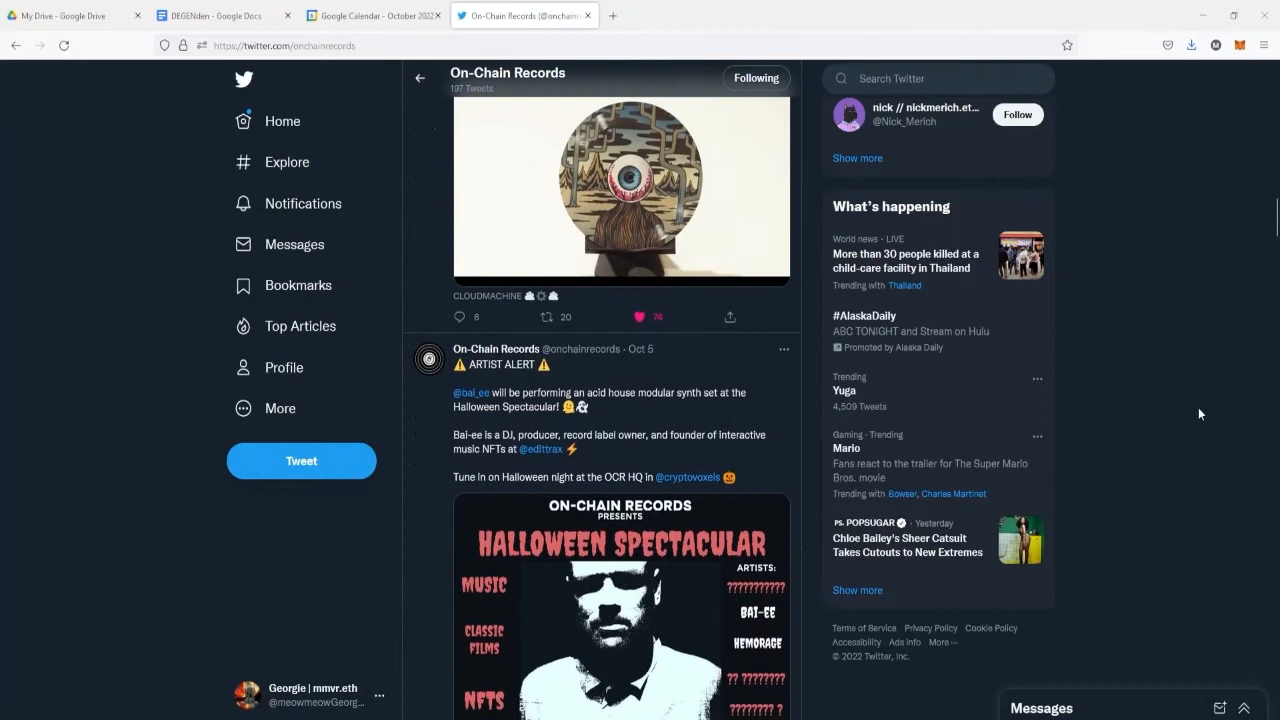 My Drive - Google Drive
DEGENden - Google Docs
Google Calendar - October 2022
On-Chain Records (@onchainr
https://twitter.com/onchainrecords
Home
Explore
Notifications
Messages
Bookmarks
Top Articles
Profile
More
Tweet
Georgie | mmvr.eth
@meowmeowGeorg...
On-Chain Records
197 Tweets
Following
CLOUDMACHINE
6
20
74
On-Chain Records @onchainrecords · Oct 5
ARTIST ALERT
@bai_ee will be performing an acid house modular synth set at the
Halloween Spectacular!
Bai-ee is a DJ, producer, record label owner, and founder of interactive
music NFTs at @edittrax
Tune in on Halloween night at the OCR HQ in @cryptovoxels
ON-CHAIN RECORDS
PRESENTS
HALLOWEEN SPECTACULAR
MUSIC
CLASSIC
FILMS
NFTS
ARTISTS:
???????????
BAI-EE
HEMORAGE
?? ????????
???????? ?
Search Twitter
nick // nickmerich.et...
@Nick_Merich
Follow
Show more
What's happening
World news · LIVE
More than 30 people killed at a
child-care facility in Thailand
Trending with Thailand
#AlaskaDaily
ABC TONIGHT and Stream on Hulu
Promoted by Alaska Daily
Trending
Yuga
4,509 Tweets
Gaming · Trending
Mario
Fans react to the trailer for The Super Mario
Bros. movie
Trending with Bowser, Charles Martinet
PS. POPSUGAR · Yesterday
Chloe Bailey's Sheer Catsuit
Takes Cutouts to New Extremes
Show more
Terms of Service Privacy Policy Cookie Policy
Accessibility Ads info More ···
© 2022 Twitter, Inc.
Messages